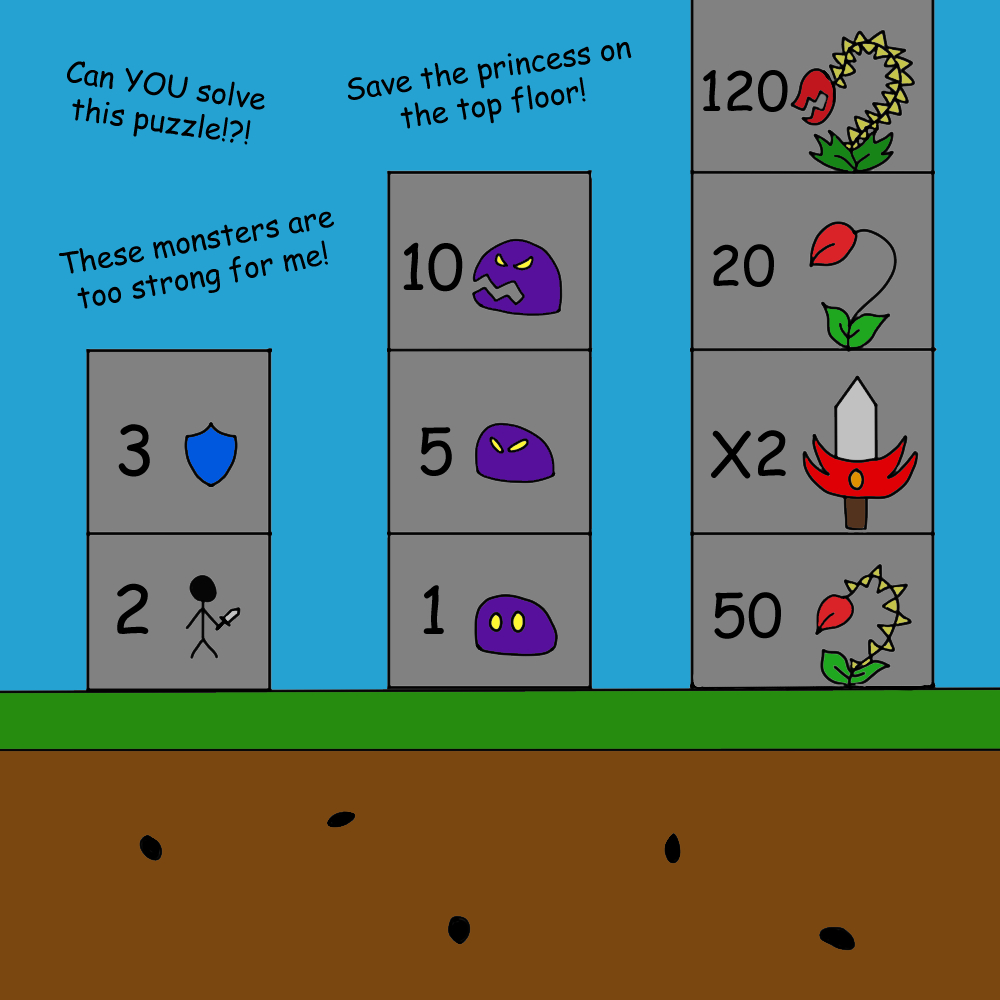 Can YOU solve
this puzzle!?!
Save the princess on
the top floor!
These monsters are
too strong for me!
3
2
10
5
1
120
20
X2
50